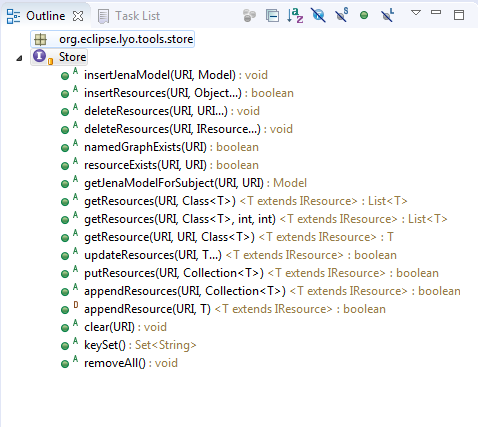 Outline Task List
org.eclipse.lyo.tools.store
Store
insertJenaModel(URI, Model) : void
insertResources(URI, Object...) : boolean
deleteResources(URI, URI...) : void
deleteResources(URI, IResource...) : void
namedGraphExists(URI) : boolean
resourceExists(URI, URI) : boolean
getJenaModelForSubject(URI, URI) : Model
getResources(URI, Class<T>) <T extends IResource> : List<T>
getResources(URI, Class<T>, int, int) <T extends IResource> : List<T>
getResource(URI, URI, Class<T>) <T extends IResource> : T
updateResources(URI, T...) <T extends IResource> : boolean
putResources(URI, Collection<T>) <T extends IResource> : boolean
appendResources(URI, Collection<T>) <T extends IResource> : boolean
appendResource(URI, T) <T extends IResource> : boolean
clear(URI) : void
keySet() : Set<String>
removeAll() : void